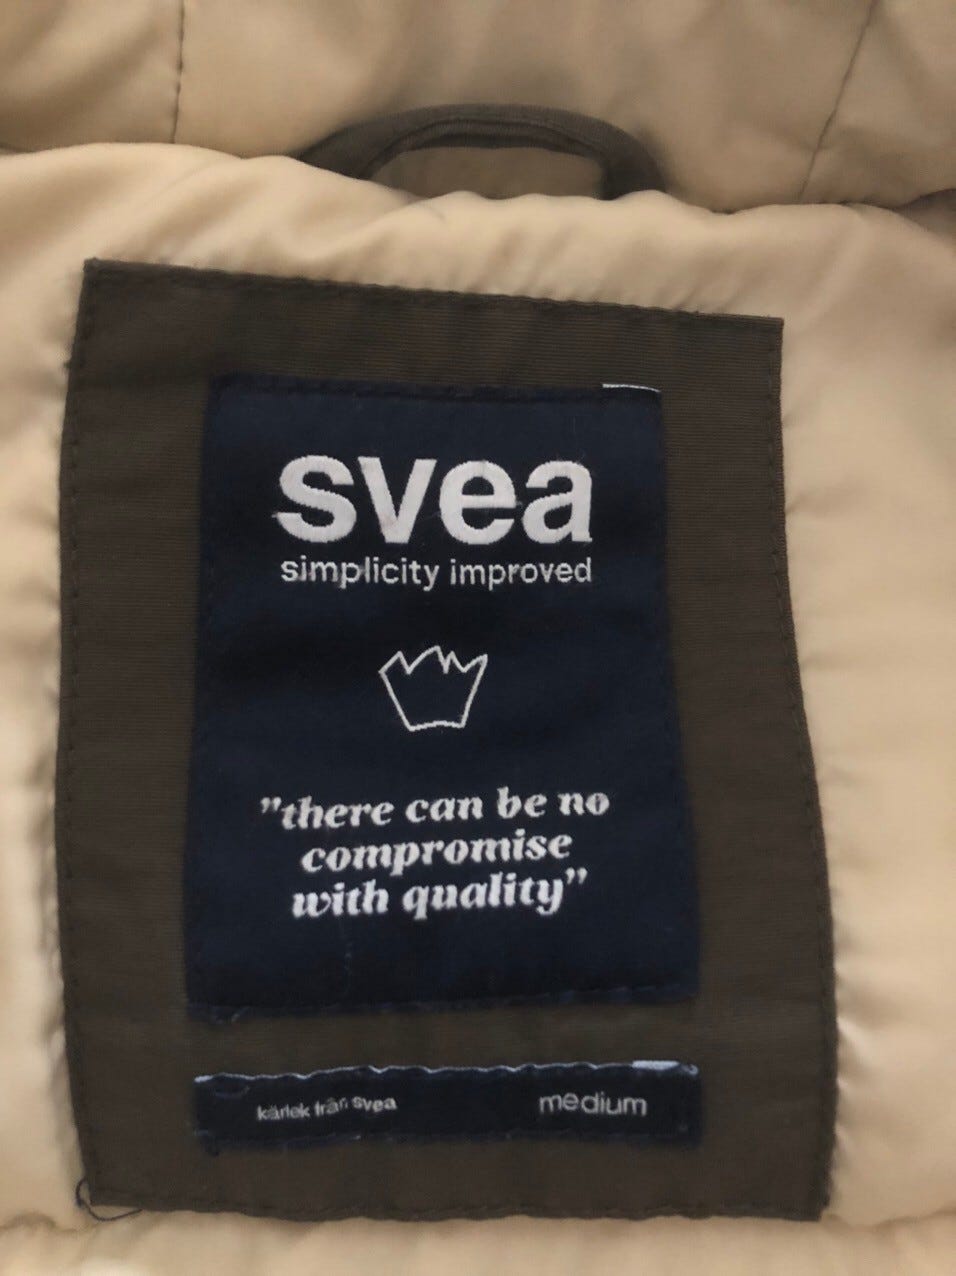 svea
simplicity improved
”there can be no
compromise
with quality”
kärlek från svea
medium